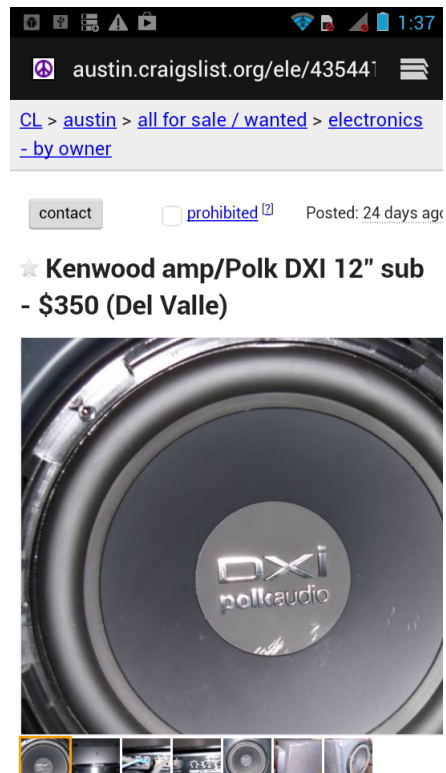 1:37
austin.craigslist.org/ele/43544
CL > austin > all for sale / wanted > electronics
- by owner
contact
prohibited [?]
Posted: 24 days ago
Kenwood amp/Polk DXI 12" sub
- $350 (Del Valle)
DXi
polkaudio